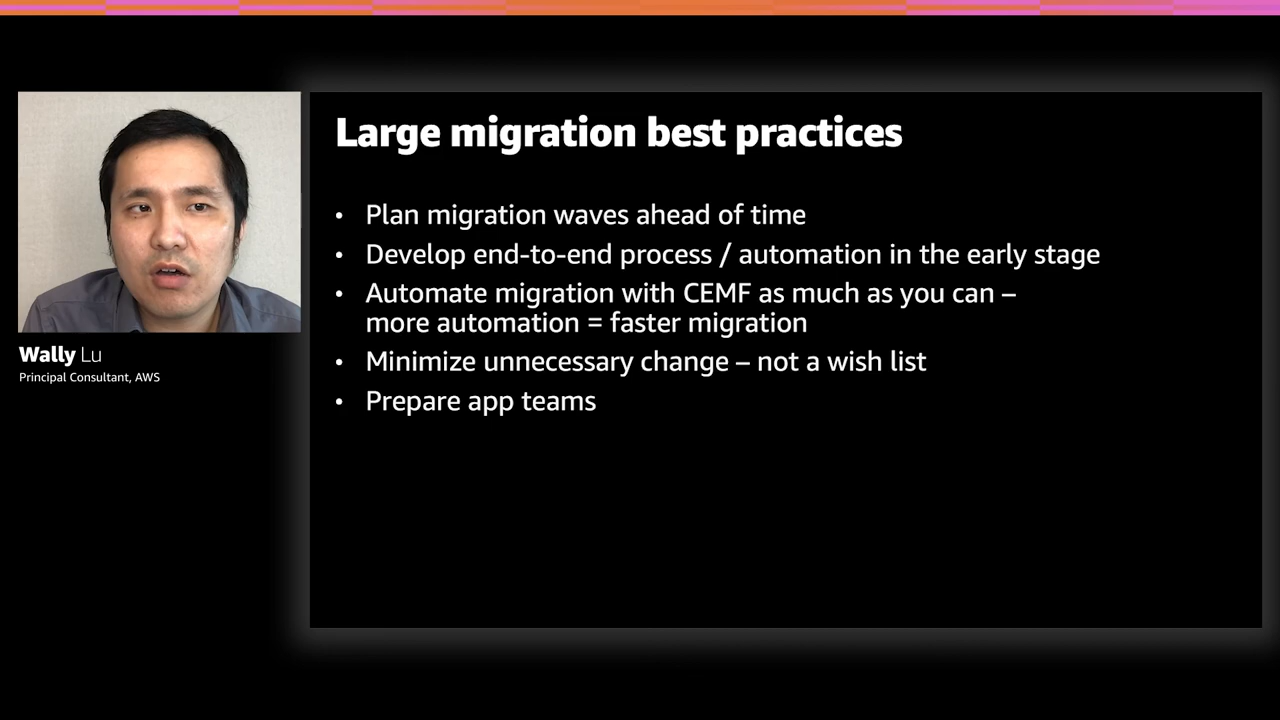 Large migration best practices
• Plan migration waves ahead of time
• Develop end-to-end process / automation in the early stage
• Automate migration with CEMF as much as you can –
more automation = faster migration
• Minimize unnecessary change – not a wish list
• Prepare app teams
Wally Lu
Principal Consultant, AWS